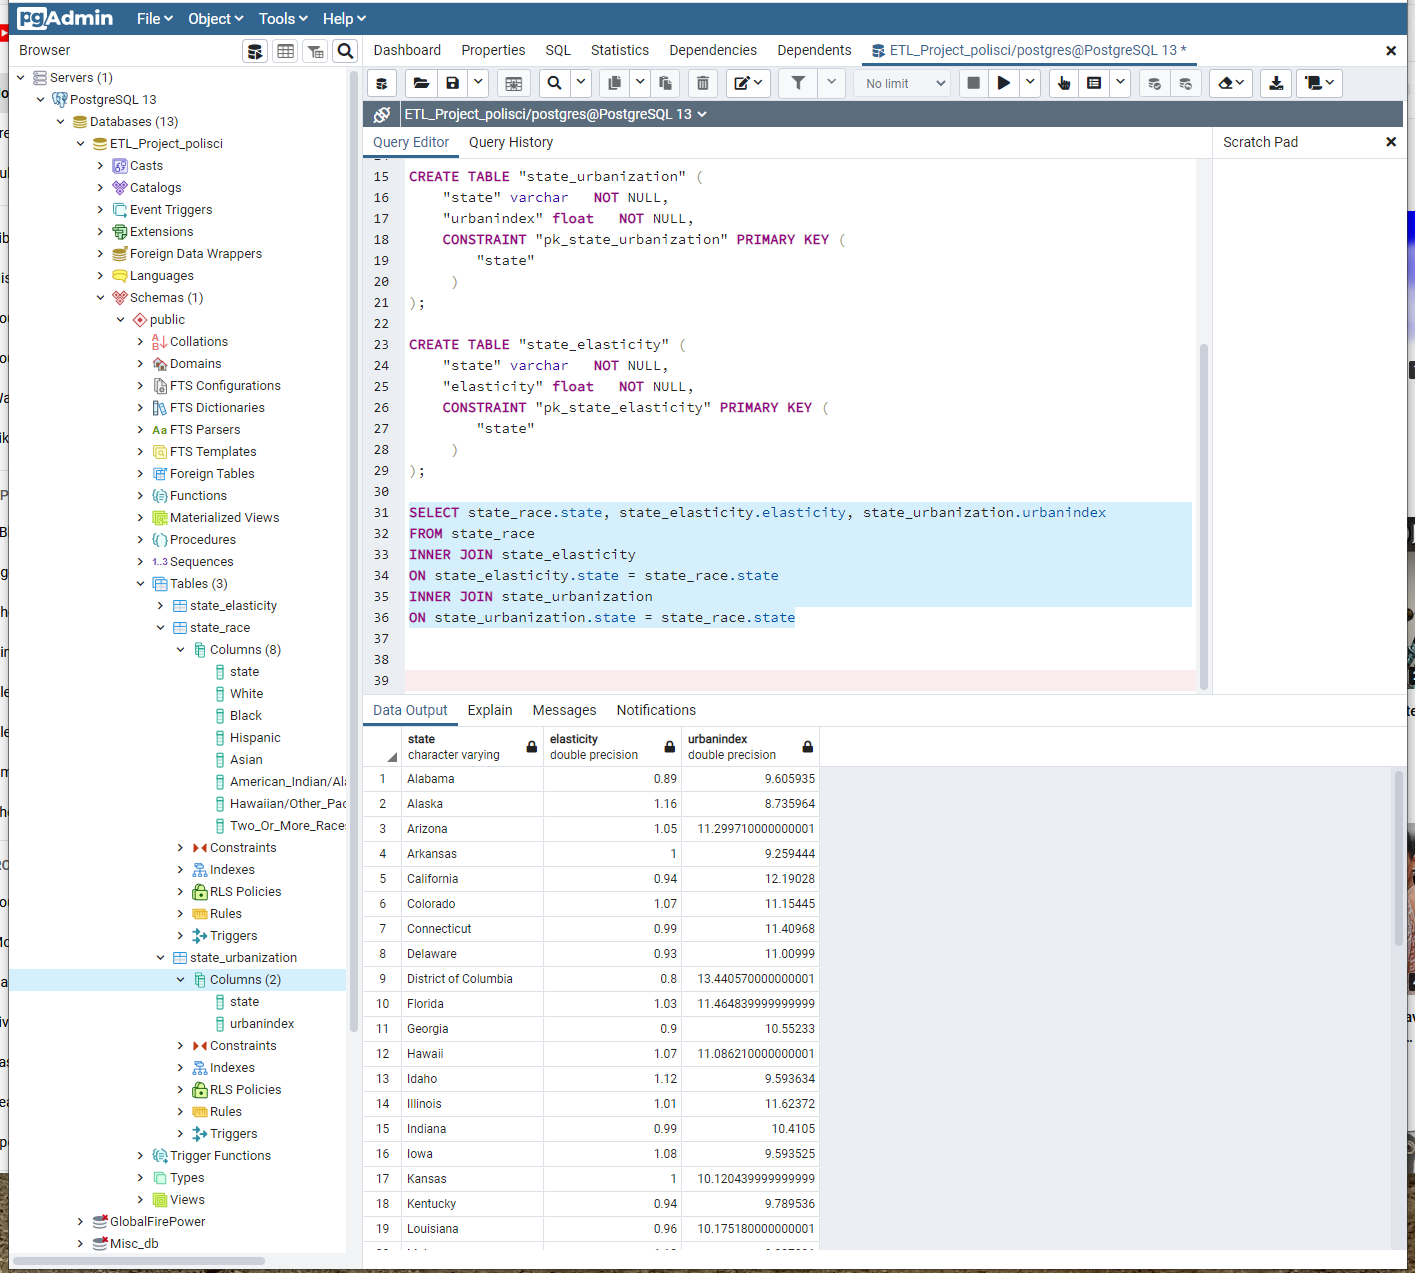 pgAdmin File Object Tools Help
Browser
Dashboard Properties SQL Statistics Dependencies Dependents ETL_Project_polisci/postgres@PostgreSQL 13 *
No limit
ETL_Project_polisci/postgres@PostgreSQL 13
Query Editor Query History
Scratch Pad
Servers (1)
PostgreSQL 13
Databases (13)
ETL_Project_polisci
Casts
Catalogs
Event Triggers
Extensions
Foreign Data Wrappers
Languages
Schemas (1)
public
Collations
Domains
FTS Configurations
FTS Dictionaries
Aa FTS Parsers
FTS Templates
Foreign Tables
Functions
Materialized Views
Procedures
1..3 Sequences
Tables (3)
state_elasticity
state_race
Columns (8)
state
White
Black
Hispanic
Asian
American_Indian/Ala
Hawaiian/Other_Pac
Two_Or_More_Races
Constraints
Indexes
RLS Policies
Rules
Triggers
state_urbanization
Columns (2)
state
urbanindex
Constraints
Indexes
RLS Policies
Rules
Triggers
Trigger Functions
Types
Views
GlobalFirePower
Misc_db
15 CREATE TABLE "state_urbanization" (
16 "state" varchar NOT NULL,
17 "urbanindex" float NOT NULL,
18 CONSTRAINT "pk_state_urbanization" PRIMARY KEY (
19 "state"
20 )
21 );
22
23 CREATE TABLE "state_elasticity" (
24 "state" varchar NOT NULL,
25 "elasticity" float NOT NULL,
26 CONSTRAINT "pk_state_elasticity" PRIMARY KEY (
27 "state"
28 )
29 );
30
31 SELECT state_race.state, state_elasticity.elasticity, state_urbanization.urbanindex
32 FROM state_race
33 INNER JOIN state_elasticity
34 ON state_elasticity.state = state_race.state
35 INNER JOIN state_urbanization
36 ON state_urbanization.state = state_race.state
37
38
39
Data Output Explain Messages Notifications
state elasticity urbanindex
character varying double precision double precision
1 Alabama 0.89 9.605935
2 Alaska 1.16 8.735964
3 Arizona 1.05 11.299710000000001
4 Arkansas 1 9.259444
5 California 0.94 12.19028
6 Colorado 1.07 11.15445
7 Connecticut 0.99 11.40968
8 Delaware 0.93 11.00999
9 District of Columbia 0.8 13.440570000000001
10 Florida 1.03 11.464839999999999
11 Georgia 0.9 10.55233
12 Hawaii 1.07 11.086210000000001
13 Idaho 1.12 9.593634
14 Illinois 1.01 11.62372
15 Indiana 0.99 10.4105
16 Iowa 1.08 9.593525
17 Kansas 1 10.120439999999999
18 Kentucky 0.94 9.789536
19 Louisiana 0.96 10.175180000000001